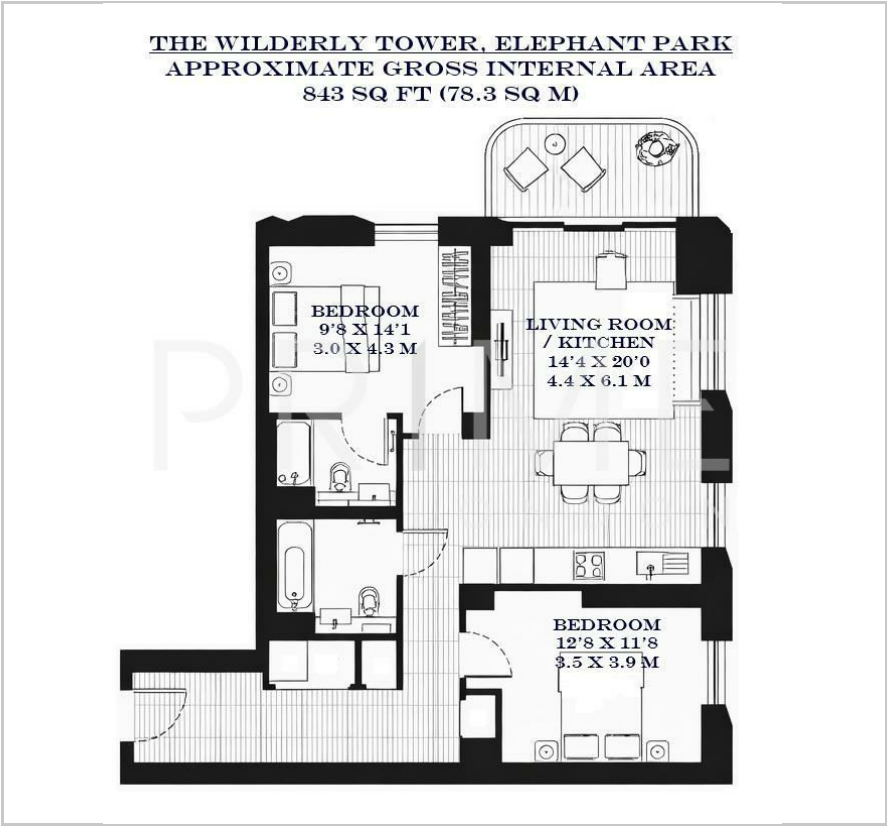 THE WILDERLY TOWER, ELEPHANT PARK
APPROXIMATE GROSS INTERNAL AREA
843 SQ FT (78.3 SQ M)
BEDROOM
9'8 X 14'1
3.0 X 4.3 M
LIVING ROOM
/ KITCHEN
14'4 X 20'0
4.4 X 6.1 M
PRIME
BEDROOM
12'8 X 11'8
3.5 X 3.9 M